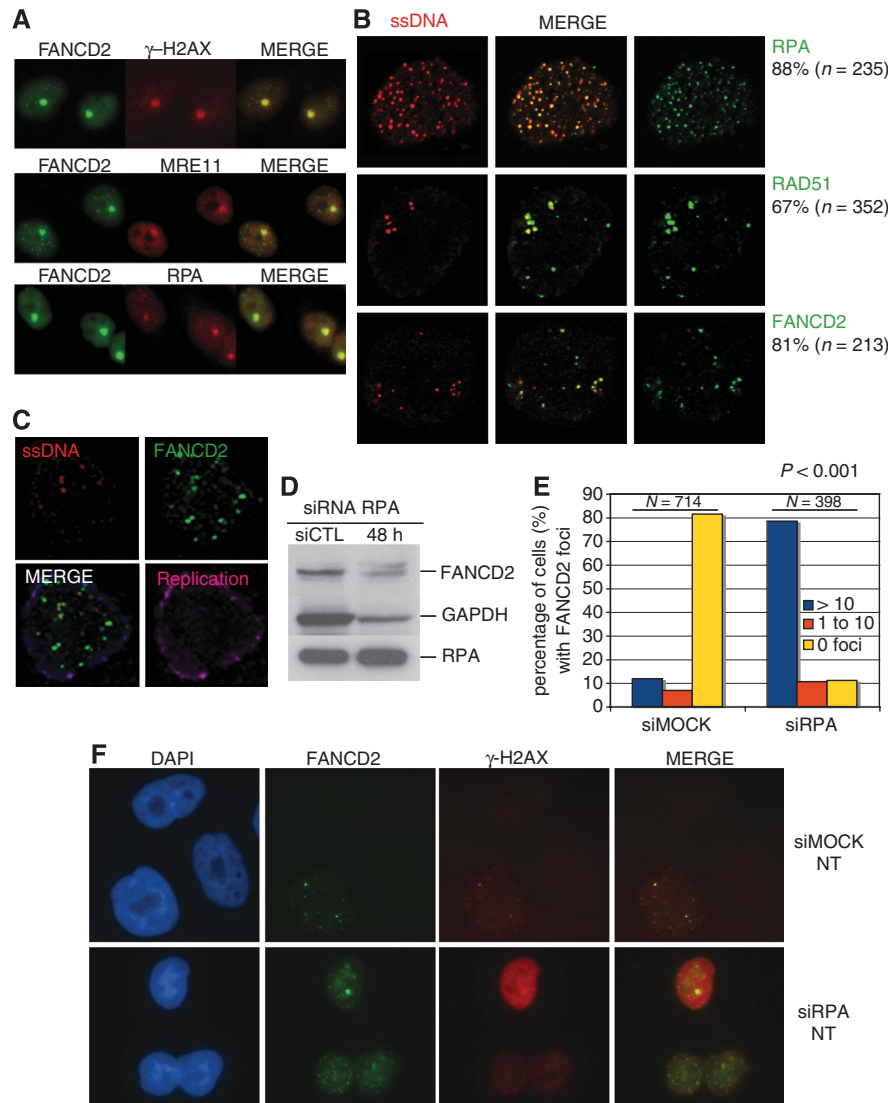 A
FANCD2 γ–H2AX MERGE
FANCD2 MRE11 MERGE
FANCD2 RPA MERGE
B
ssDNA MERGE
RPA
88% (n = 235)
RAD51
67% (n = 352)
FANCD2
81% (n = 213)
C
ssDNA FANCD2
MERGE Replication
D
siRNA RPA
siCTL 48 h
FANCD2
GAPDH
RPA
E
P < 0.001
percentage of cells (%)
with FANCD2 foci
90
80
70
60
50
40
30
20
10
0
N = 714 N = 398
> 10
1 to 10
0 foci
siMOCK siRPA
F
DAPI FANCD2 γ-H2AX MERGE
siMOCK
NT
siRPA
NT